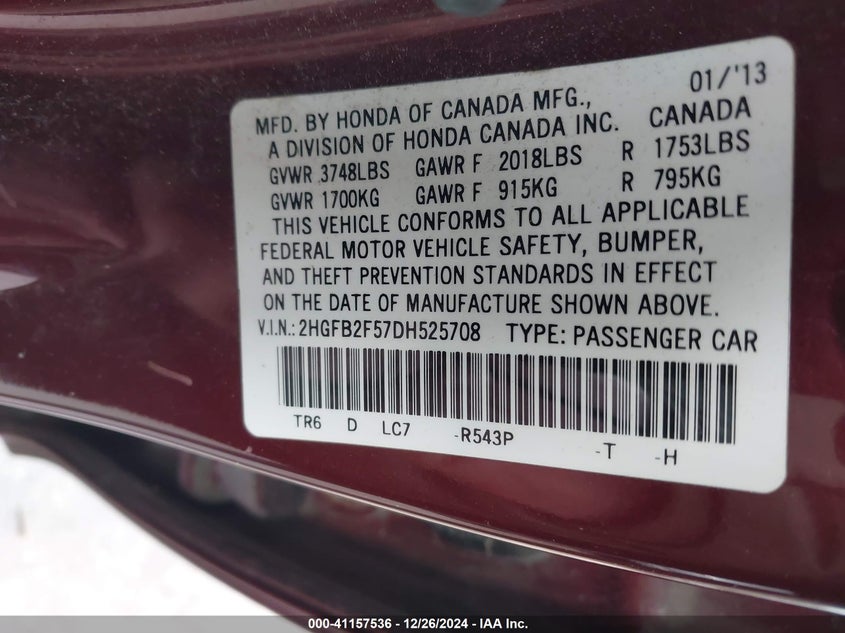 01/'13
MFD. BY HONDA OF CANADA MFG., CANADA
A DIVISION OF HONDA CANADA INC.
GVWR 3748LBS GAWR F 2018LBS R 1753LBS
GVWR 1700KG GAWR F 915KG R 795KG
THIS VEHICLE CONFORMS TO ALL APPLICABLE
FEDERAL MOTOR VEHICLE SAFETY, BUMPER,
AND THEFT PREVENTION STANDARDS IN EFFECT
ON THE DATE OF MANUFACTURE SHOWN ABOVE.
V.I.N.: 2HGFB2F57DH525708 TYPE: PASSENGER CAR
TR6 D LC7 -R543P -T -H
000-41157536 - 12/26/2024 - IAA Inc.